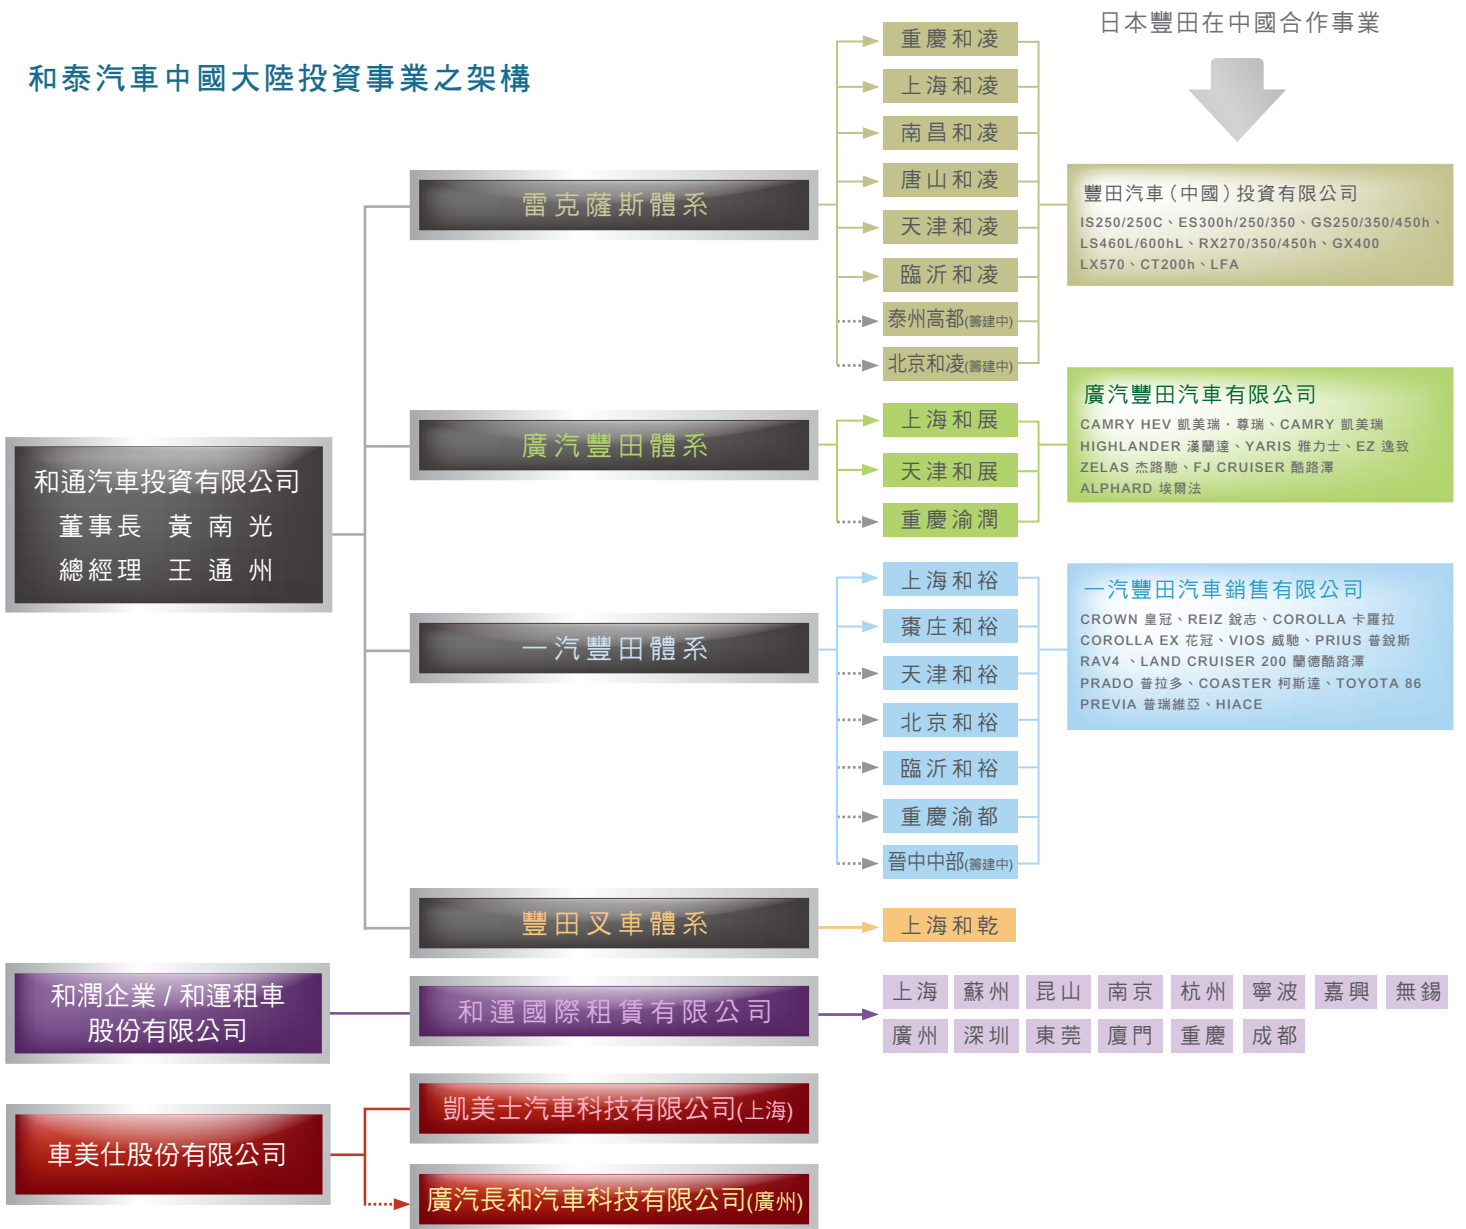 日本豐田在中國合作事業
和泰汽車中國大陸投資事業之架構
和通汽車投資有限公司
董事長 黃南光
總經理 王通州
雷克薩斯體系
重慶和凌
上海和凌
南昌和凌
唐山和凌
天津和凌
臨沂和凌
泰州高都(籌建中)
北京和凌(籌建中)
豐田汽車（中國）投資有限公司
IS250/250C、ES300h/250/350、GS250/350/450h、
LS460L/600hL、RX270/350/450h、GX400
LX570、CT200h、LFA
廣汽豐田體系
上海和展
天津和展
重慶渝潤
廣汽豐田汽車有限公司
CAMRY HEV 凱美瑞．尊瑞、CAMRY 凱美瑞
HIGHLANDER 漢蘭達、YARIS 雅力士、EZ 逸致
ZELAS 杰路馳、FJ CRUISER 酷路澤
ALPHARD 埃爾法
一汽豐田體系
上海和裕
棗庄和裕
天津和裕
北京和裕
臨沂和裕
重慶渝都
晉中中部(籌建中)
一汽豐田汽車銷售有限公司
CROWN 皇冠、REIZ 銳志、COROLLA 卡羅拉
COROLLA EX 花冠、VIOS 威馳、PRIUS 普銳斯
RAV4 、LAND CRUISER 200 蘭德酷路澤
PRADO 普拉多、COASTER 柯斯達、TOYOTA 86
PREVIA 普瑞維亞、HIACE
豐田叉車體系
上海和乾
和潤企業 / 和運租車
股份有限公司
和運國際租賃有限公司
上海 蘇州 昆山 南京 杭州 寧波 嘉興 無錫
廣州 深圳 東莞 廈門 重慶 成都
車美仕股份有限公司
凱美士汽車科技有限公司(上海)
廣汽長和汽車科技有限公司(廣州)